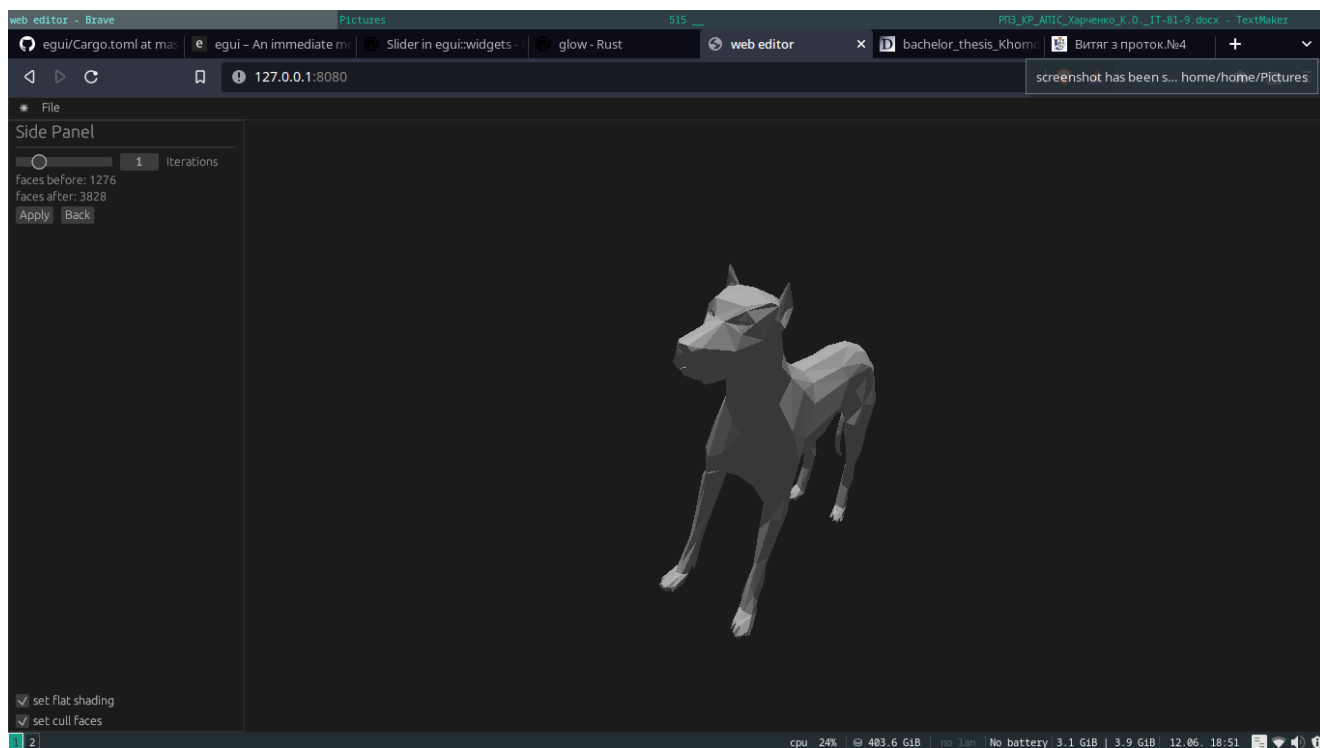 web editor - Brave
Pictures
515 __
РПЗ_КР_АПІС_Харченко_К.О._ІТ-81-9.docx - TextMaker
egui/Cargo.toml at mas
egui – An immediate mo
Slider in egui::widgets -
glow - Rust
web editor
bachelor_thesis_Khomo
Витяг з проток.№4
127.0.0.1:8080
screenshot has been s... home/home/Pictures
File
Side Panel
1 Iterations
faces before: 1276
faces after: 3828
Apply Back
set flat shading
set cull faces
1 2
cpu 24% 403.6 GiB no lan No battery 3.1 GiB | 3.9 GiB 12.06. 18:51